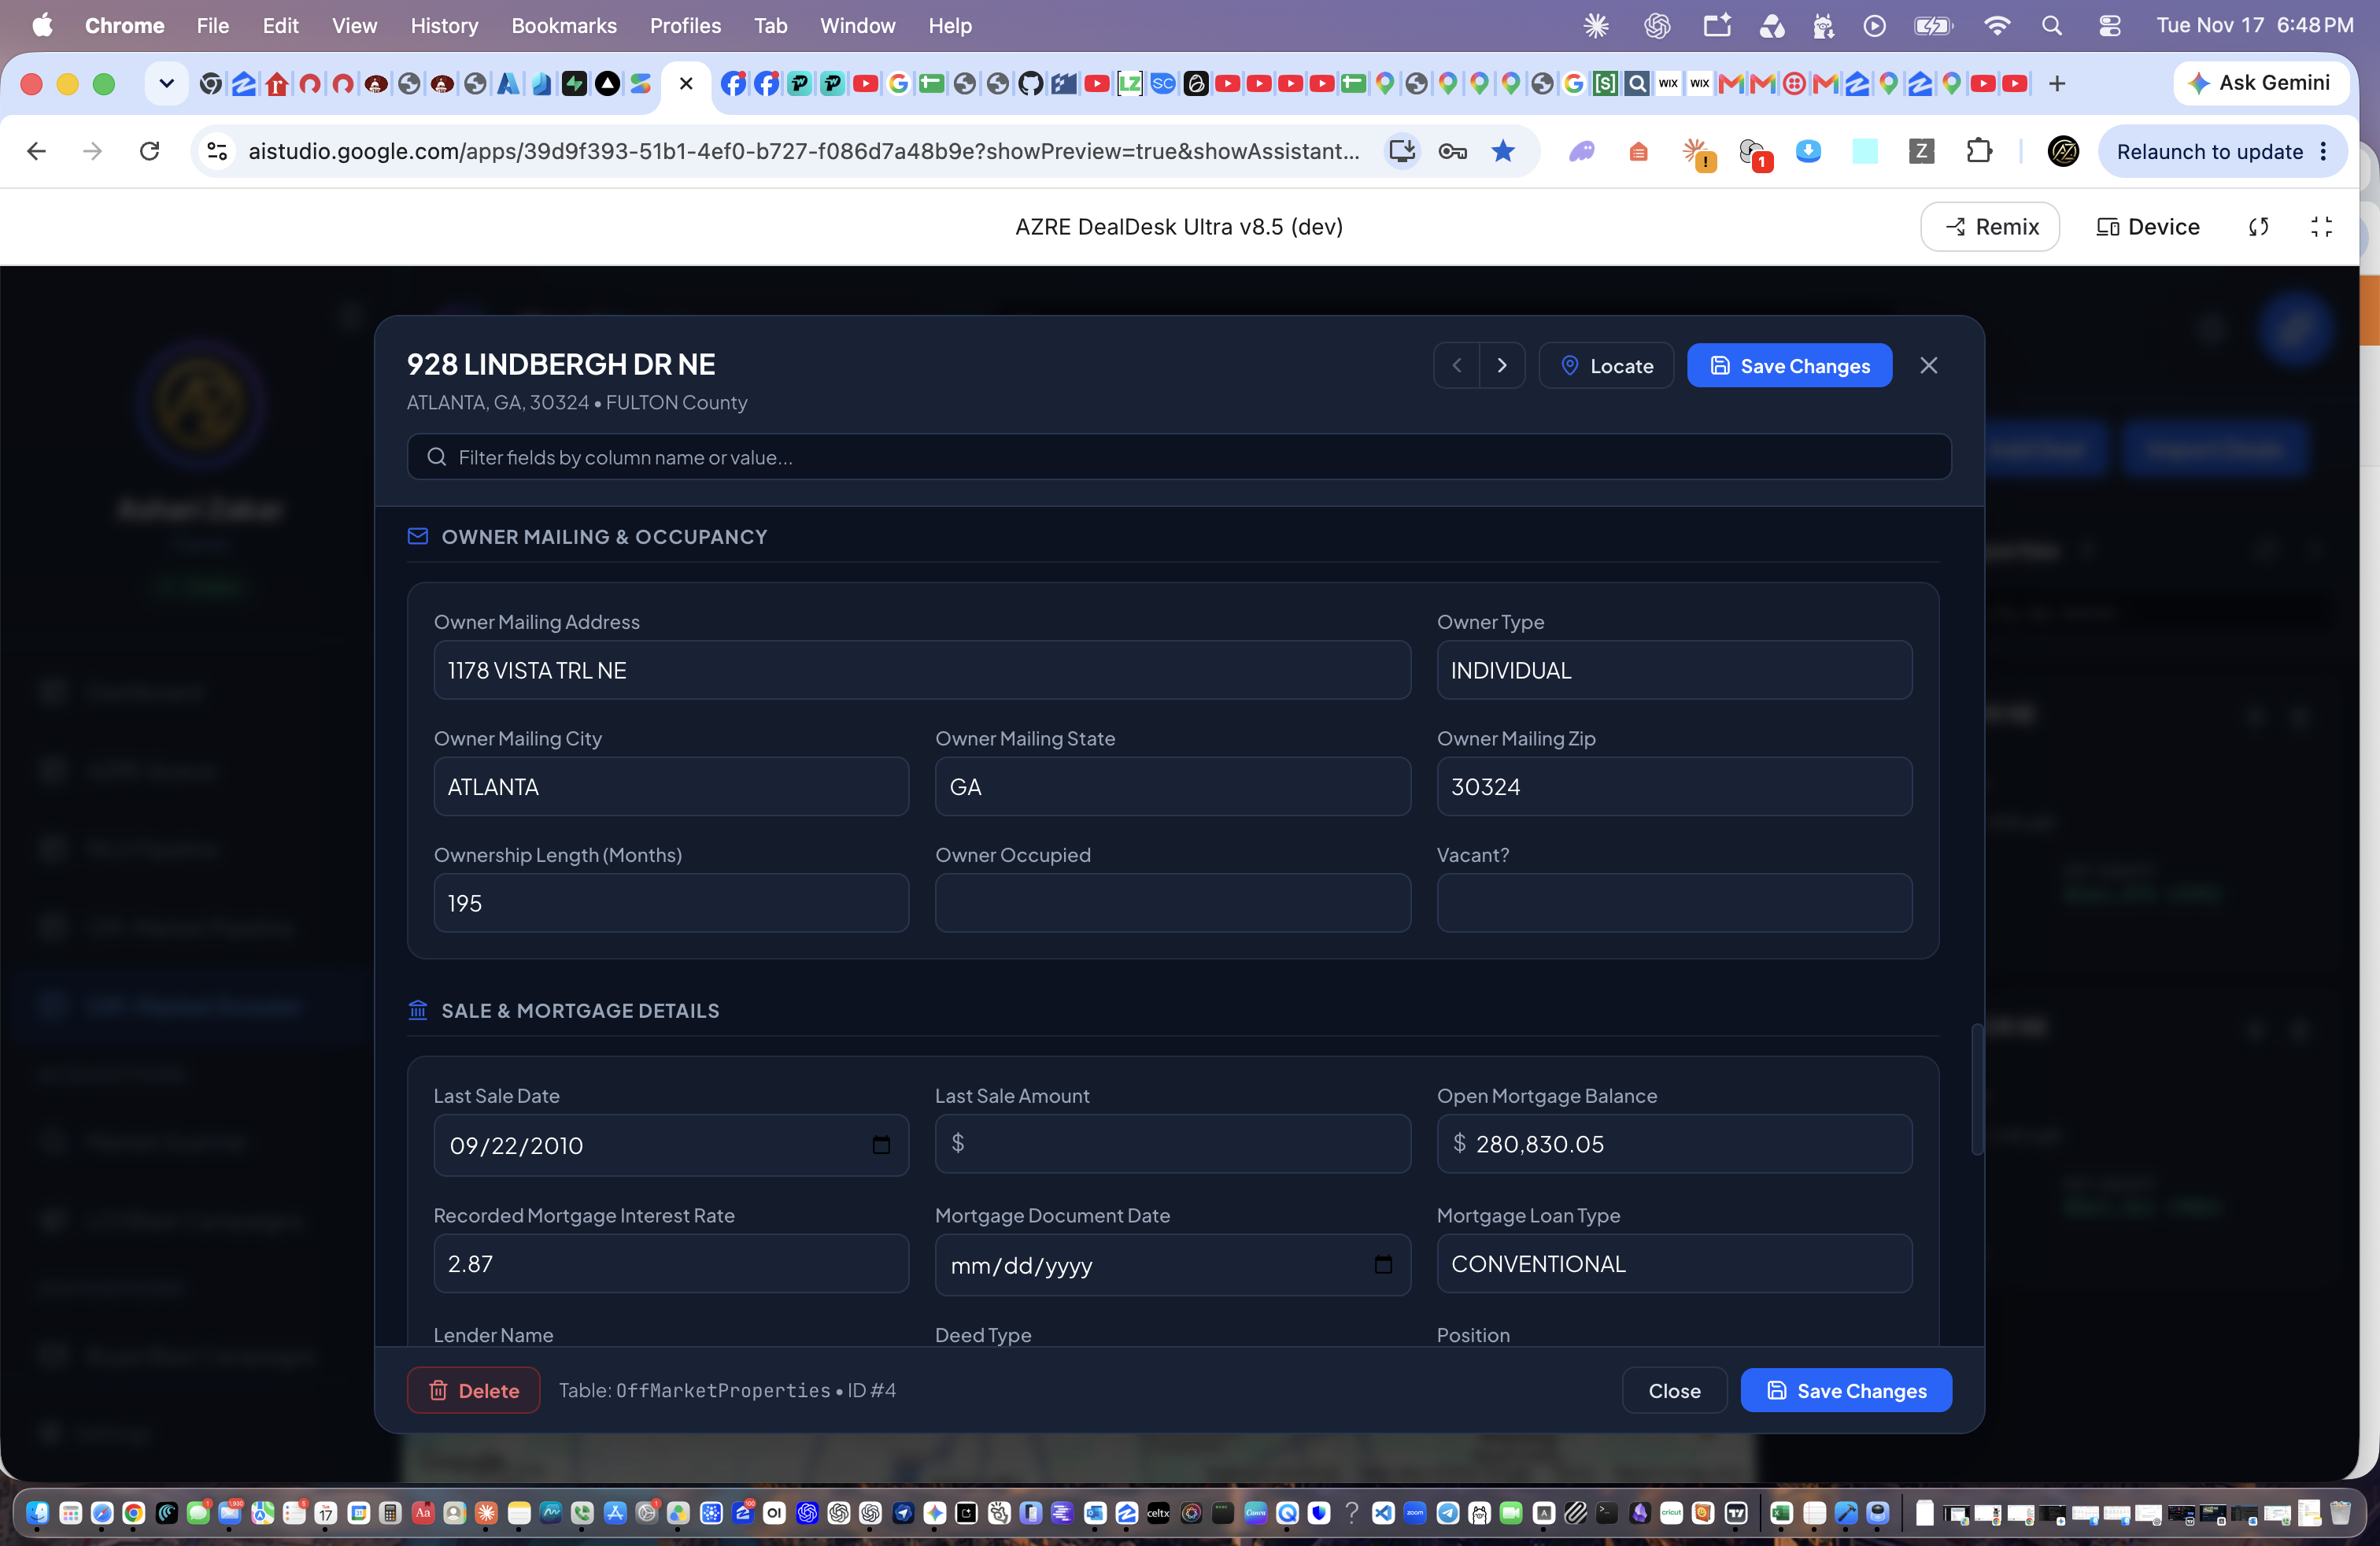 Chrome File Edit View History Bookmarks Profiles Tab Window Help Tue Nov 17 6:48 PM
Ask Gemini
aistudio.google.com/apps/39d9f393-51b1-4ef0-b727-f086d7a48b9e?showPreview=true&showAssistant...
Relaunch to update
AZRE DealDesk Ultra v8.5 (dev)
Remix
Device
928 LINDBERGH DR NE
Locate
Save Changes
ATLANTA, GA, 30324 • FULTON County
Filter fields by column name or value...
OWNER MAILING & OCCUPANCY
Owner Mailing Address
Owner Type
1178 VISTA TRL NE
INDIVIDUAL
Owner Mailing City
Owner Mailing State
Owner Mailing Zip
ATLANTA
GA
30324
Ownership Length (Months)
Owner Occupied
Vacant?
195
SALE & MORTGAGE DETAILS
Last Sale Date
Last Sale Amount
Open Mortgage Balance
09/22/2010
$
$ 280,830.05
Recorded Mortgage Interest Rate
Mortgage Document Date
Mortgage Loan Type
2.87
mm/dd/yyyy
CONVENTIONAL
Lender Name
Deed Type
Position
Delete
Table: OffMarketProperties • ID #4
Close
Save Changes